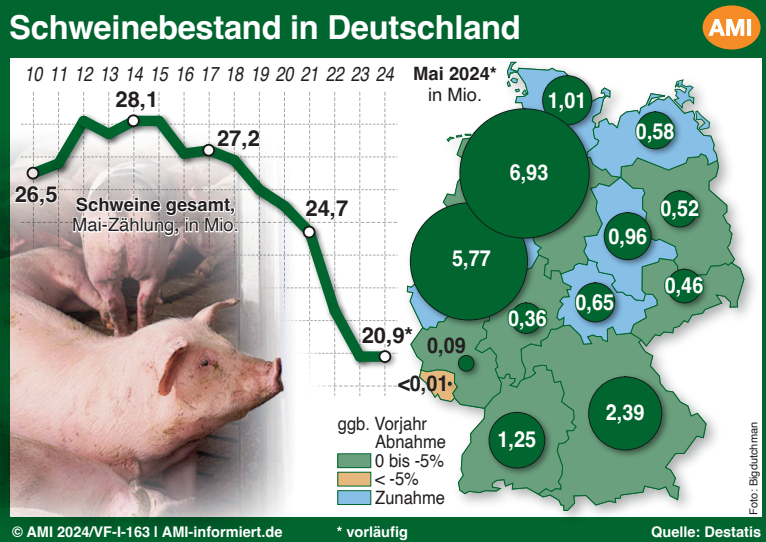 Schweinebestand in Deutschland
AMI
10 11 12 13 14 15 16 17 18 19 20 21 22 23 24
28,1
27,2
26,5
Schweine gesamt,
Mai-Zählung, in Mio.
24,7
20,9*
Mai 2024*
in Mio.
1,01
0,58
6,93
0,52
0,96
5,77
0,46
0,65
0,36
0,09
<0,01
2,39
1,25
ggb. Vorjahr
Abnahme
0 bis -5%
< -5%
Zunahme
Foto: Bigdutchman
© AMI 2024/VF-I-163 I AMI-informiert.de
* vorläufig
Quelle: Destatis